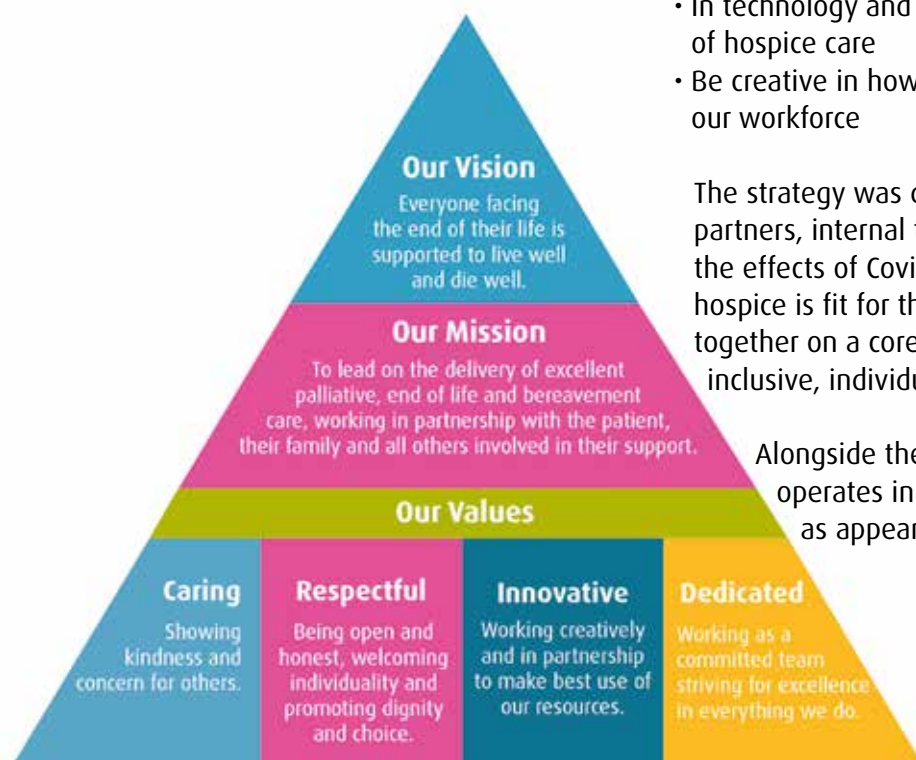 • In technology and
of hospice care
• Be creative in how
our workforce
The strategy was
partners, internal
the effects of Covi
hospice is fit for th
together on a core
inclusive, individu
Alongside the
operates in
as appear
Our Vision
Everyone facing
the end of their life is
supported to live well
and die well.
Our Mission
To lead on the delivery of excellent
palliative, end of life and bereavement
care, working in partnership with the patient,
their family and all others involved in their support.
Our Values
Caring
Showing
kindness and
concern for others.
Respectful
Being open and
honest, welcoming
individuality and
promoting dignity
and choice.
Innovative
Working creatively
and in partnership
to make best use of
our resources.
Dedicated
Working as a
committed team
striving for excellence
in everything we do.